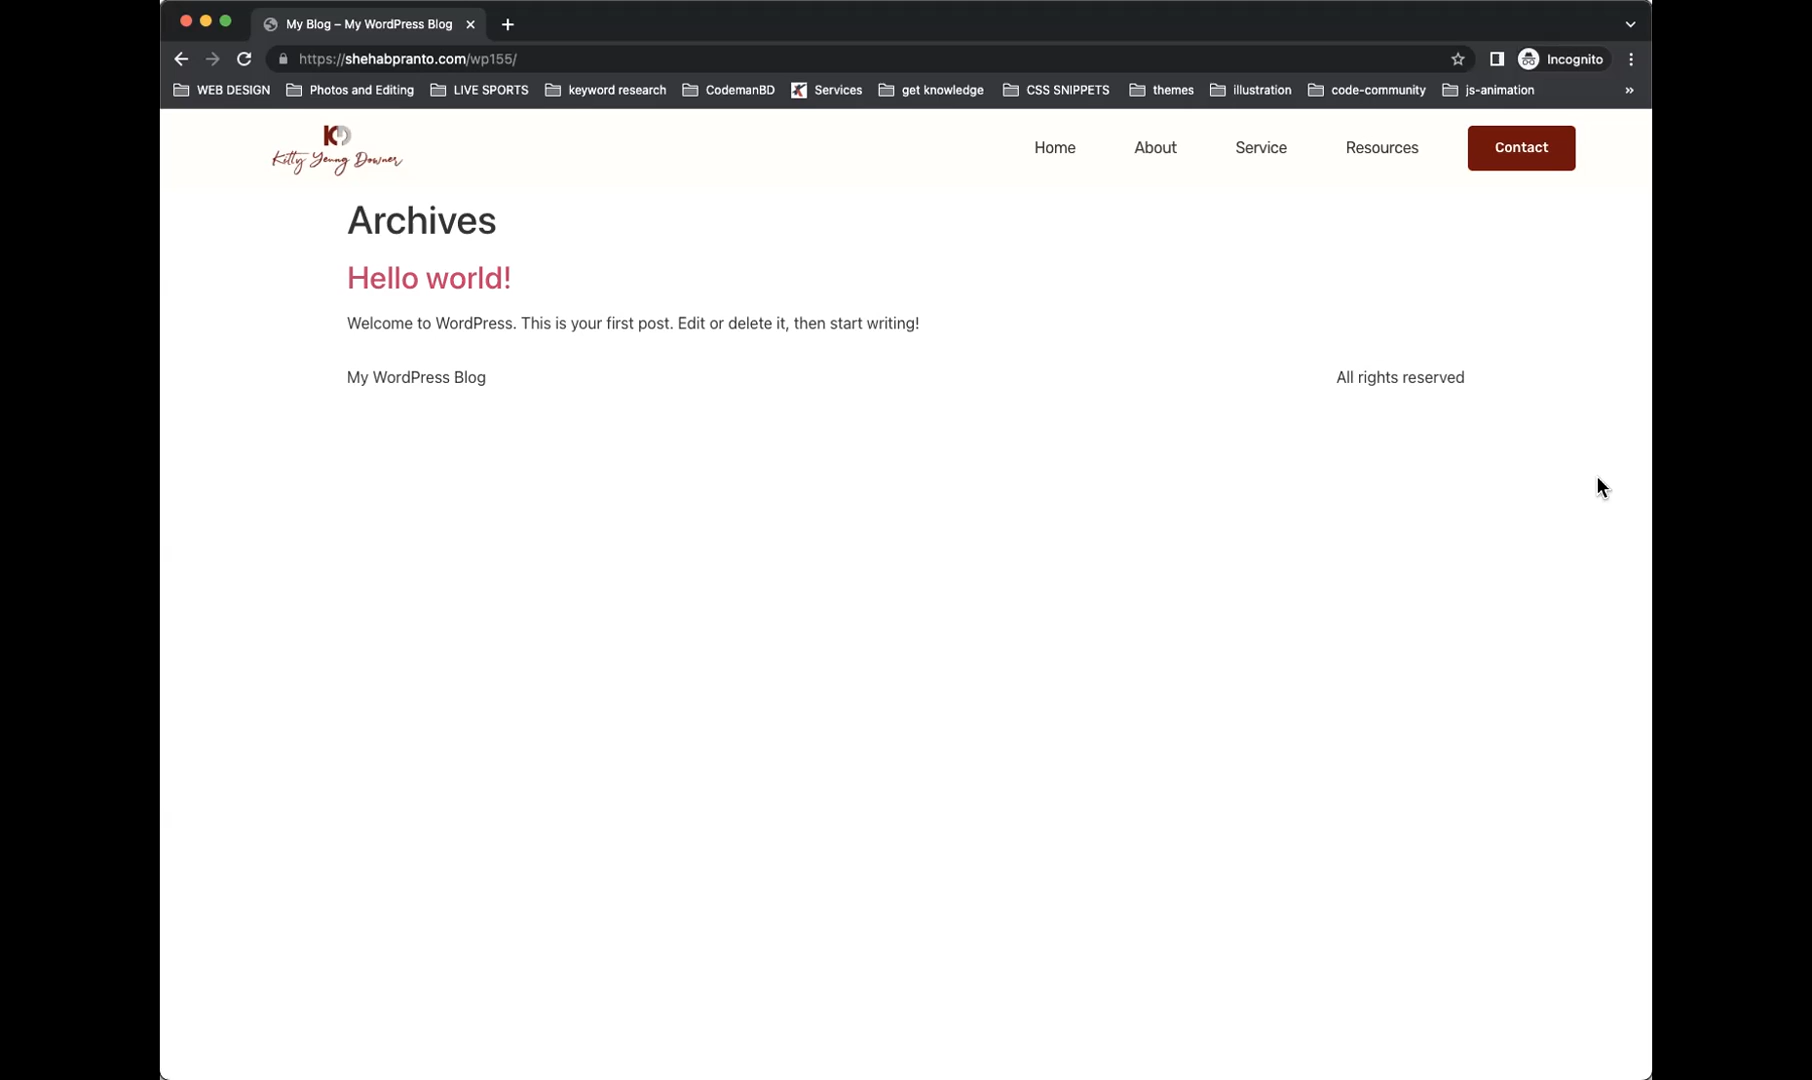 My Blog – My WordPress Blog
https://shehabpranto.com/wp155/
Incognito
WEB DESIGN Photos and Editing LIVE SPORTS keyword research CodemanBD Services get knowledge CSS SNIPPETS themes illustration code-community js-animation »
KD
Kitty Yeung Downer
Home About Service Resources Contact
Archives
Hello world!
Welcome to WordPress. This is your first post. Edit or delete it, then start writing!
My WordPress Blog All rights reserved